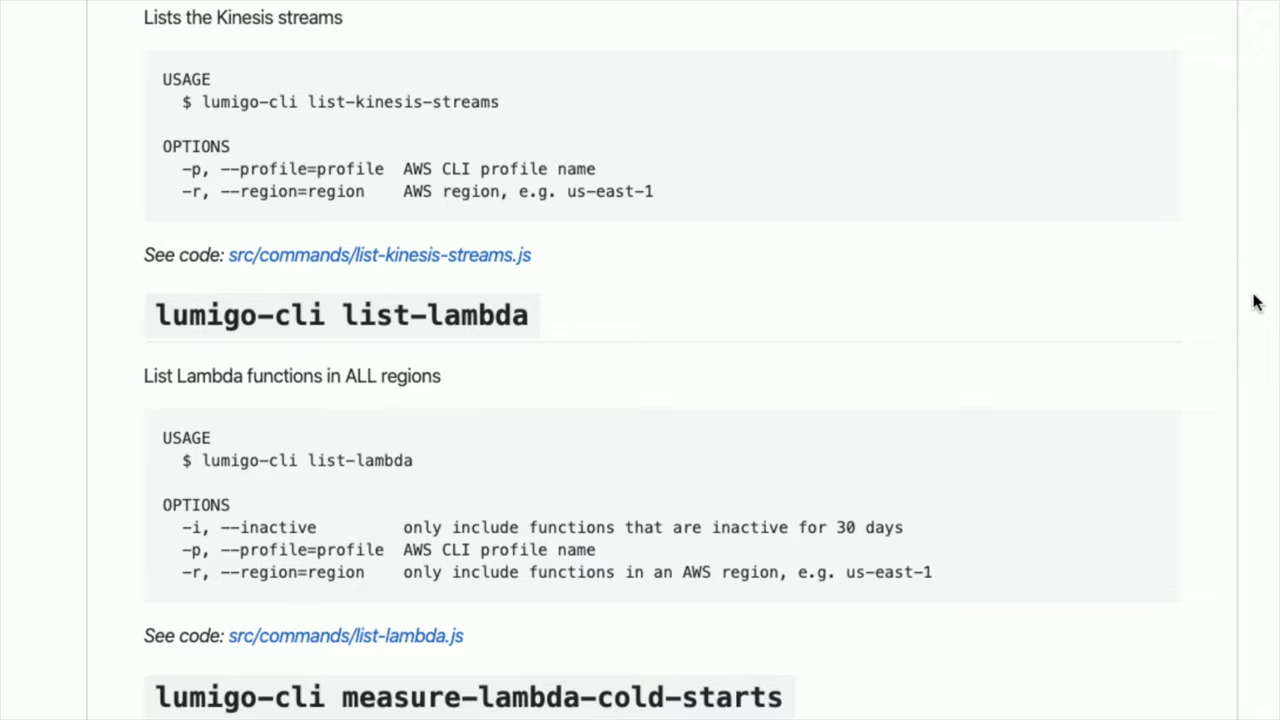 Lists the Kinesis streams
USAGE
$ lumigo-cli list-kinesis-streams
OPTIONS
-p, --profile=profile  AWS CLI profile name
-r, --region=region    AWS region, e.g. us-east-1
See code: src/commands/list-kinesis-streams.js
lumigo-cli list-lambda
List Lambda functions in ALL regions
USAGE
$ lumigo-cli list-lambda
OPTIONS
-i, --inactive         only include functions that are inactive for 30 days
-p, --profile=profile  AWS CLI profile name
-r, --region=region    only include functions in an AWS region, e.g. us-east-1
See code: src/commands/list-lambda.js
lumigo-cli measure-lambda-cold-starts